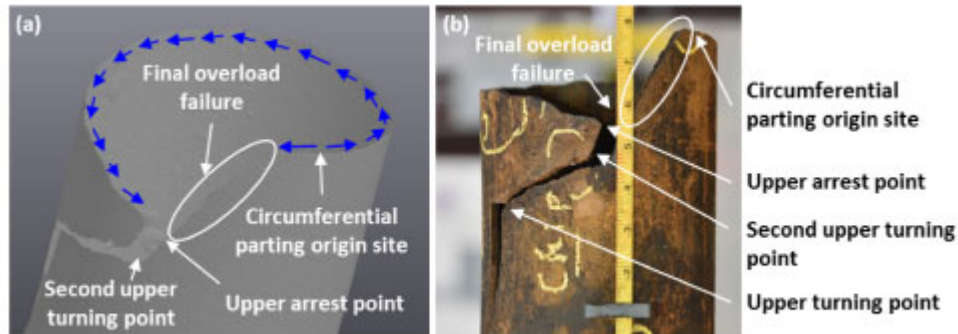 (a)
Final overload
failure
Circumferential
parting origin site
Second upper
turning point
Upper arrest point
(b)
Final overload
failure
Circumferential
parting origin site
Upper arrest point
Second upper turning
point
Upper turning point